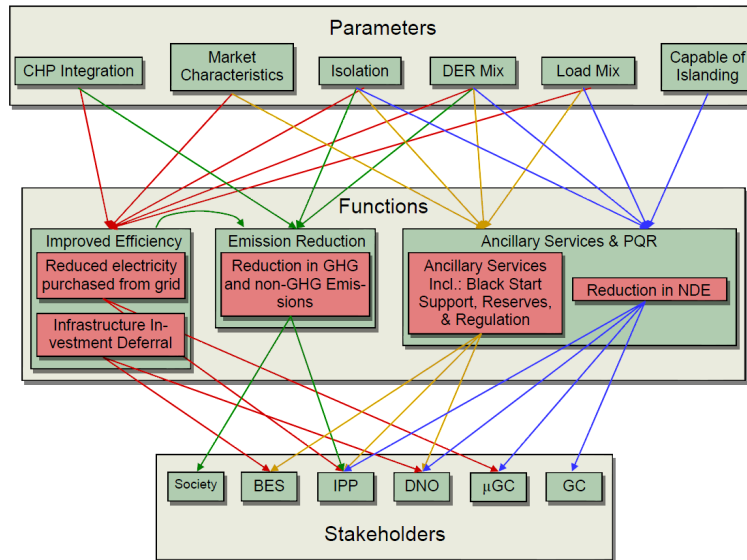 Parameters
CHP Integration
Market
Characteristics
Isolation
DER Mix
Load Mix
Capable of
Islanding
Functions
Improved Efficiency
Reduced electricity
purchased from grid
Infrastructure In-
vestment Deferral
Emission Reduction
Reduction in GHG
and non-GHG Emis-
sions
Ancillary Services & PQR
Ancillary Services
Incl.: Black Start
Support, Reserves,
& Regulation
Reduction in NDE
Society
BES
IPP
DNO
μGC
GC
Stakeholders